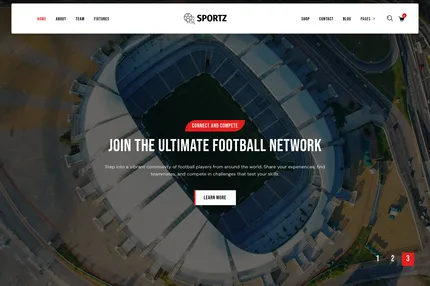 HOME ABOUT TEAM FIXTURES SPORTZ SHOP CONTACT BLOG PAGES
CONNECT AND COMPETE
JOIN THE ULTIMATE FOOTBALL NETWORK
Step into a vibrant community of football players from around the world. Share your experiences, find
teammates, and compete in challenges that test your skills.
LEARN MORE
1 2 3